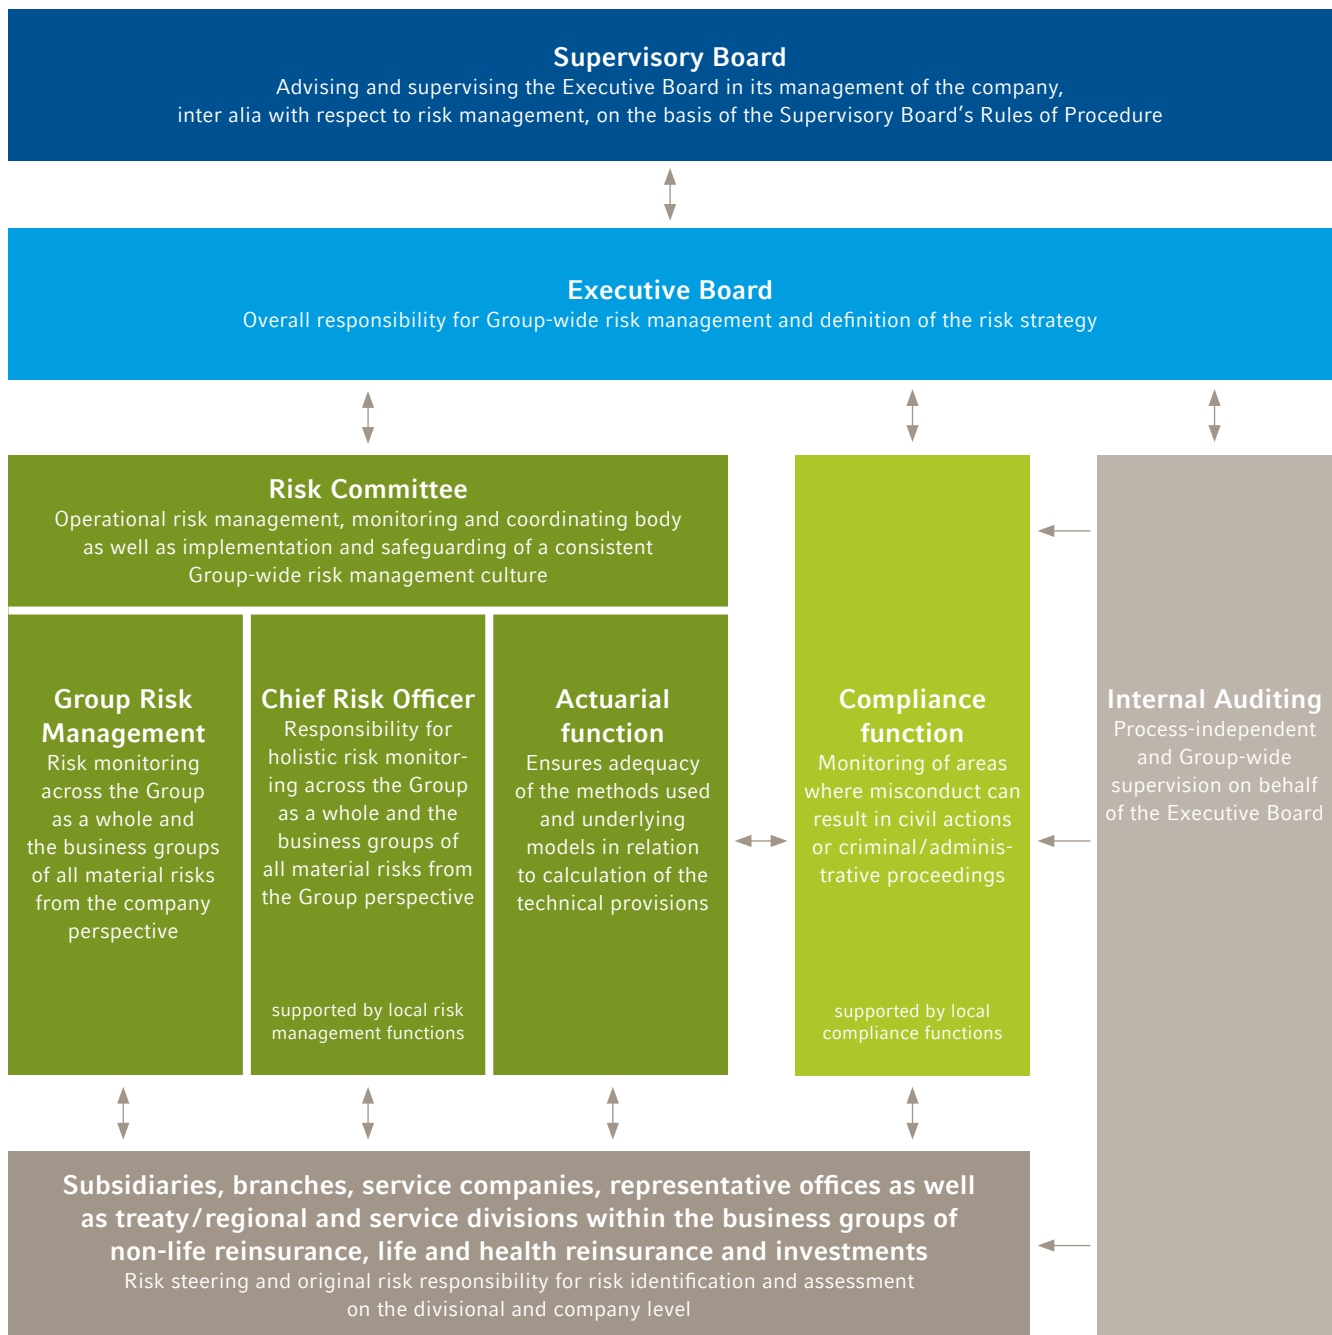 Supervisory Board
Advising and supervising the Executive Board in its management of the company,
inter alia with respect to risk management, on the basis of the Supervisory Board’s Rules of Procedure
Executive Board
Overall responsibility for Group-wide risk management and definition of the risk strategy
Risk Committee
Operational risk management, monitoring and coordinating body
as well as implementation and safeguarding of a consistent
Group-wide risk management culture
Group Risk
Management
Risk monitoring
across the Group
as a whole and
the business groups
of all material risks
from the company
perspective
Chief Risk Officer
Responsibility for
holistic risk monitor-
ing across the Group
as a whole and the
business groups of
all material risks from
the Group perspective
supported by local risk
management functions
Actuarial
function
Ensures adequacy
of the methods used
and underlying
models in relation
to calculation of the
technical provisions
Compliance
function
Monitoring of areas
where misconduct can
result in civil actions
or criminal/adminis-
trative proceedings
supported by local
compliance functions
Internal Auditing
Process-independent
and Group-wide
supervision on behalf
of the Executive Board
Subsidiaries, branches, service companies, representative offices as well
as treaty/regional and service divisions within the business groups of
non-life reinsurance, life and health reinsurance and investments
Risk steering and original risk responsibility for risk identification and assessment
on the divisional and company level